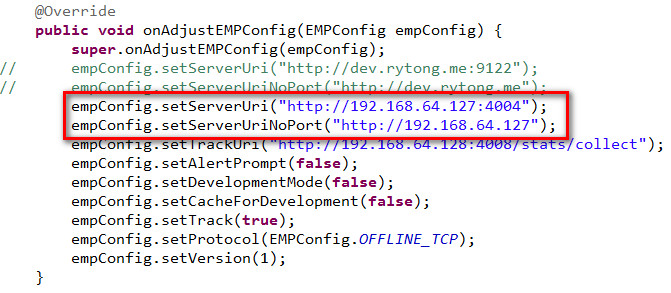 @Override
public void onAdjustEMPConfig(EMPConfig empConfig) {
super.onAdjustEMPConfig(empConfig);
// empConfig.setServerUri("http://dev.rytong.me:9122");
// empConfig.setServerUriNoPort("http://dev.rytong.me");
empConfig.setServerUri("http://192.168.64.127:4004");
empConfig.setServerUriNoPort("http://192.168.64.127");
empConfig.setTrackUri("http://192.168.64.128:4008/stats/collect");
empConfig.setAlertPrompt(false);
empConfig.setDevelopmentMode(false);
empConfig.setCacheForDevelopment(false);
empConfig.setTrack(true);
empConfig.setProtocol(EMPConfig.OFFLINE_TCP);
empConfig.setVersion(1);
}